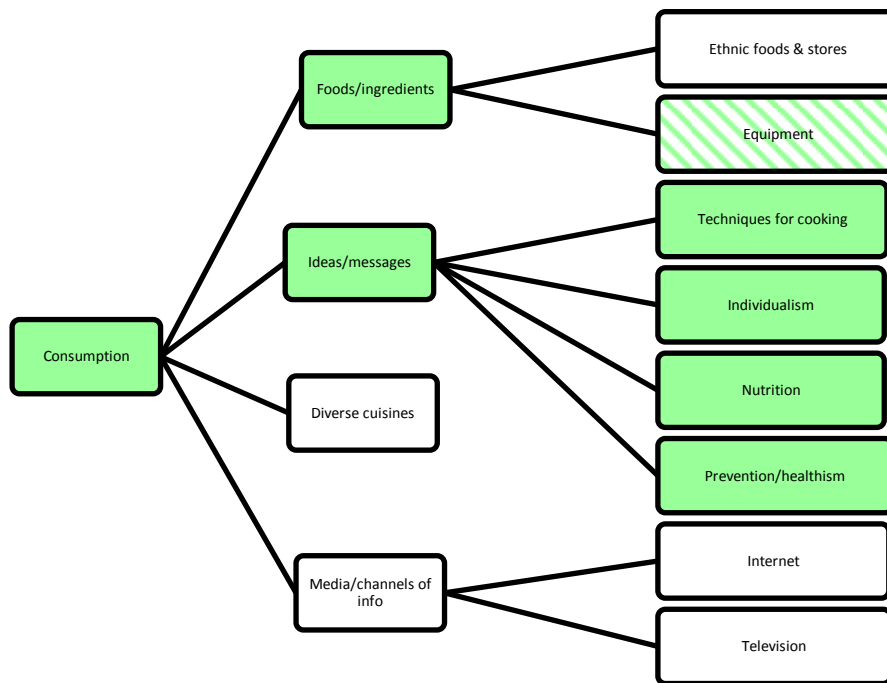 Consumption
Foods/ingredients
Ethnic foods & stores
Equipment
Ideas/messages
Techniques for cooking
Individualism
Nutrition
Prevention/healthism
Diverse cuisines
Media/channels of
info
Internet
Television